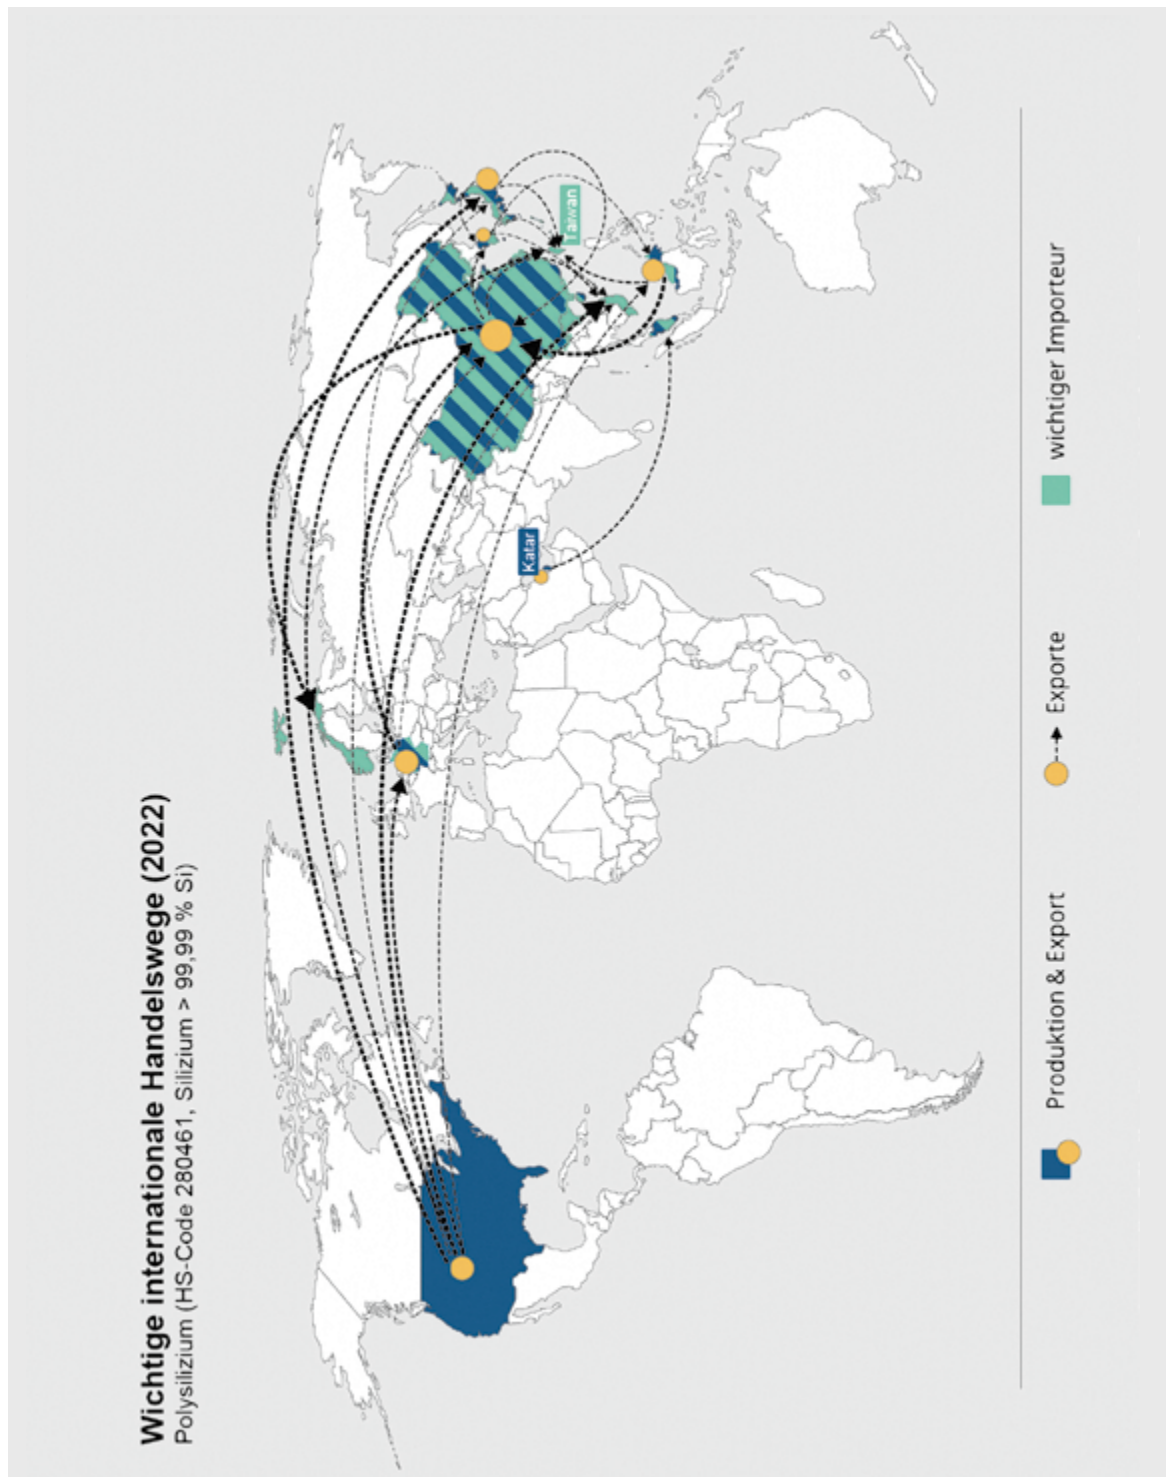 Wichtige internationale Handelswege (2022)
Polysilizium (HS-Code 280461, Silizium > 99,99 % Si)
Taiwan
Katar
Produktion & Export
Exporte
wichtiger Importeur